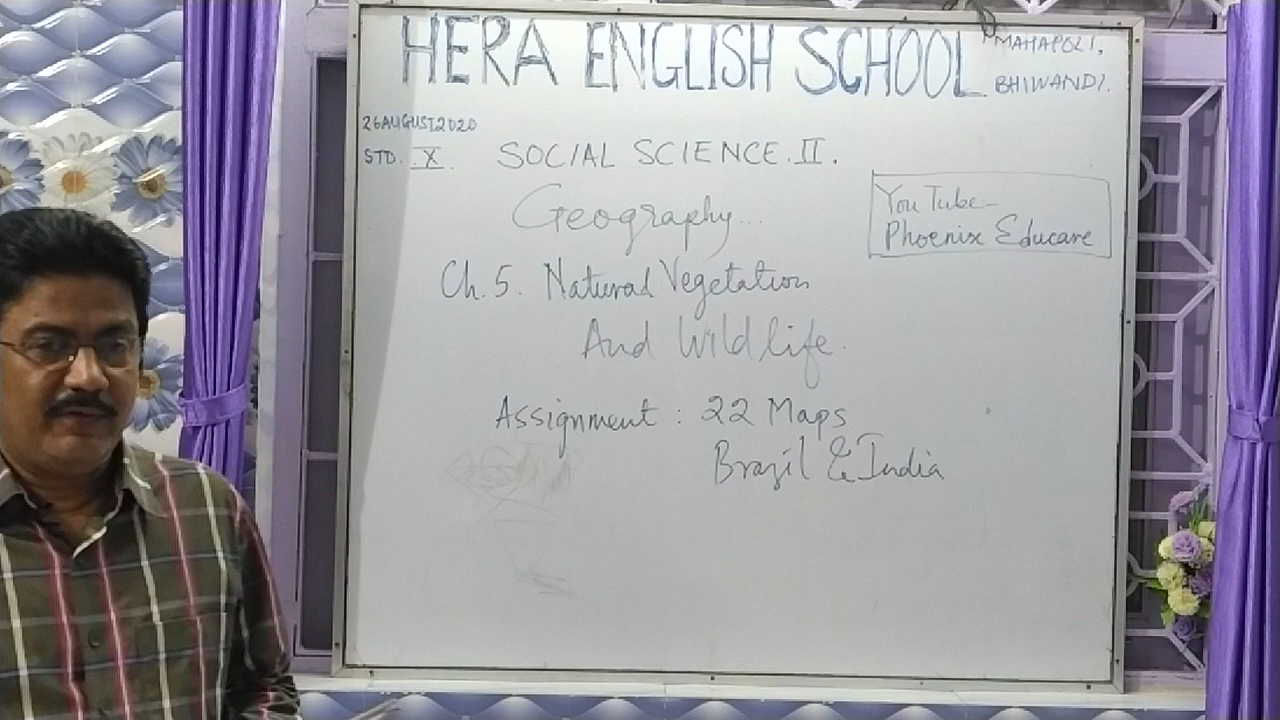 HERA ENGLISH SCHOOL MAHAPOLI,
BHIWANDI.
26AUGUST2020
STD. X. SOCIAL SCIENCE.II.
Geography...
YouTube-
Phoenix Educare
Ch.5. Natural Vegetation
And Wildlife.
Assignment: 22 Maps
Brazil & India